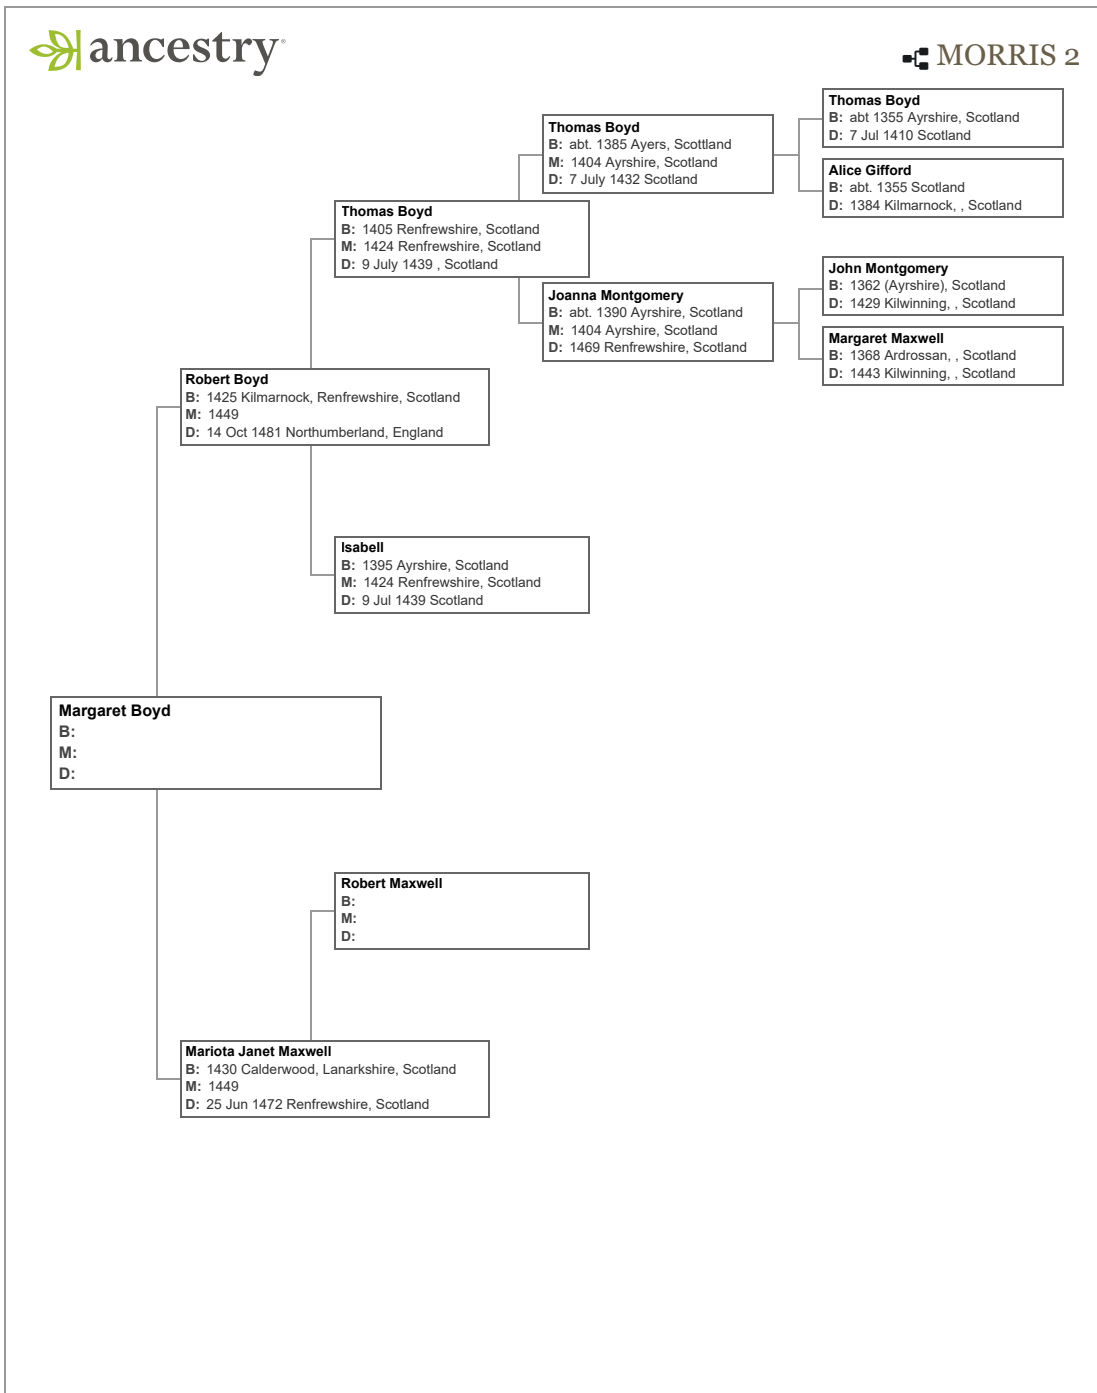 ancestry
MORRIS 2
Thomas Boyd
B: abt 1355 Ayrshire, Scotland
D: 7 Jul 1410 Scotland
Thomas Boyd
B: abt. 1385 Ayers, Scottland
M: 1404 Ayrshire, Scotland
D: 7 July 1432 Scotland
Alice Gifford
B: abt. 1355 Scotland
D: 1384 Kilmarnock, , Scotland
Thomas Boyd
B: 1405 Renfrewshire, Scotland
M: 1424 Renfrewshire, Scotland
D: 9 July 1439 , Scotland
John Montgomery
B: 1362 (Ayrshire), Scotland
D: 1429 Kilwinning, , Scotland
Joanna Montgomery
B: abt. 1390 Ayrshire, Scotland
M: 1404 Ayrshire, Scotland
D: 1469 Renfrewshire, Scotland
Margaret Maxwell
B: 1368 Ardrossan, , Scotland
D: 1443 Kilwinning, , Scotland
Robert Boyd
B: 1425 Kilmarnock, Renfrewshire, Scotland
M: 1449
D: 14 Oct 1481 Northumberland, England
Isabell
B: 1395 Ayrshire, Scotland
M: 1424 Renfrewshire, Scotland
D: 9 Jul 1439 Scotland
Margaret Boyd
B:
M:
D:
Robert Maxwell
B:
M:
D:
Mariota Janet Maxwell
B: 1430 Calderwood, Lanarkshire, Scotland
M: 1449
D: 25 Jun 1472 Renfrewshire, Scotland